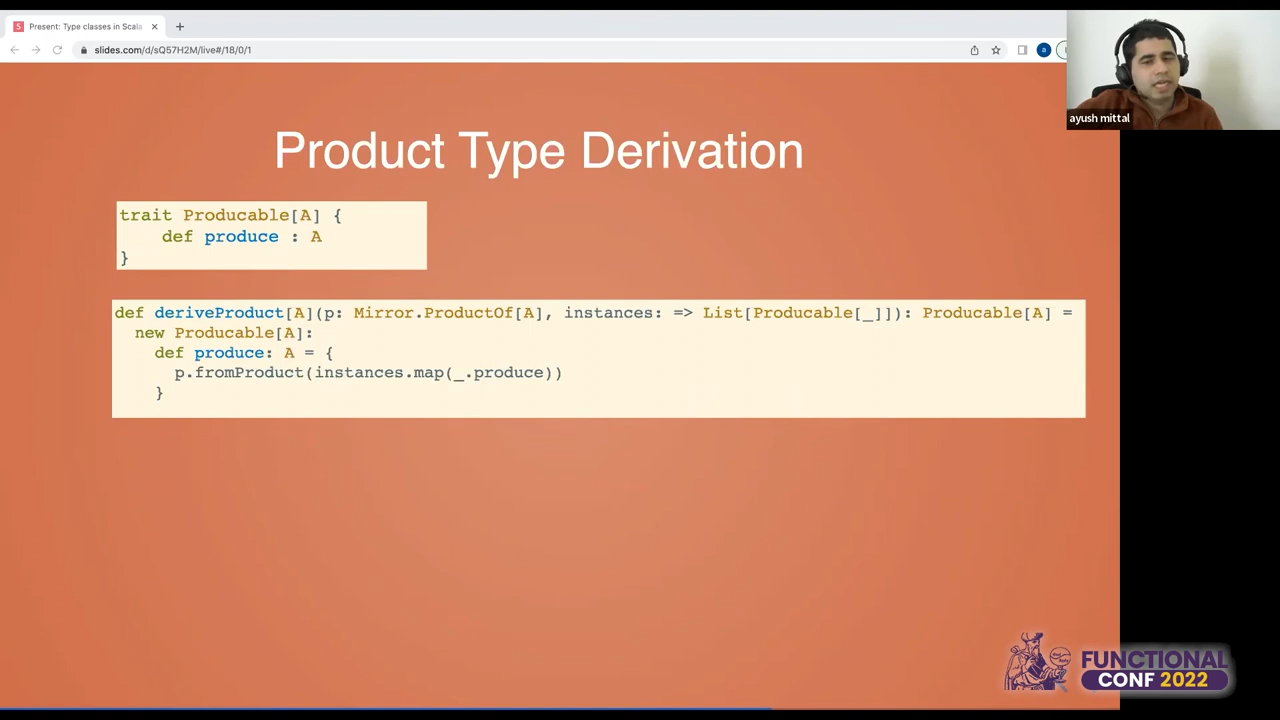 Present: Type classes in Scala
slides.com/d/sQ57H2M/live#/18/0/1
a
ayush mittal
Product Type Derivation
trait Producable[A] {
def produce : A
}
def deriveProduct[A](p: Mirror.ProductOf[A], instances: => List[Producable[_]]): Producable[A] =
new Producable[A]:
def produce: A = {
p.fromProduct(instances.map(_.produce))
}
FUNCTIONAL
CONF 2022